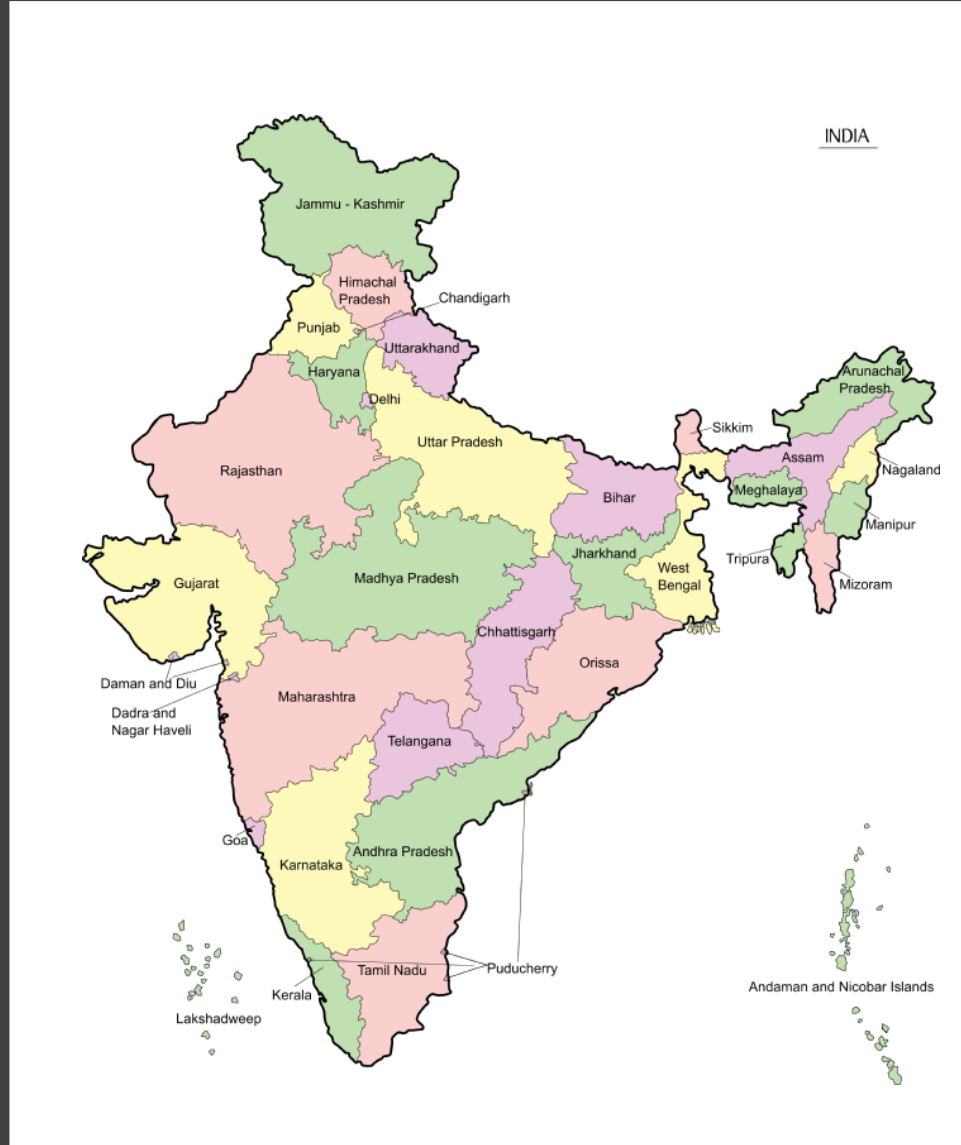 INDIA
Jammu - Kashmir
Himachal
Pradesh
Chandigarh
Punjab
Uttarakhand
Haryana
Delhi
Arunachal
Pradesh
Sikkim
Uttar Pradesh
Rajasthan
Assam
Nagaland
Meghalaya
Bihar
Manipur
Jharkhand
Tripura
West
Bengal
Madhya Pradesh
Gujarat
Mizoram
Chhattisgarh
Orissa
Daman and Diu
Maharashtra
Dadra and
Nagar Haveli
Telangana
Goa
Andhra Pradesh
Karnataka
Puducherry
Tamil Nadu
Kerala
Lakshadweep
Andaman and Nicobar Islands